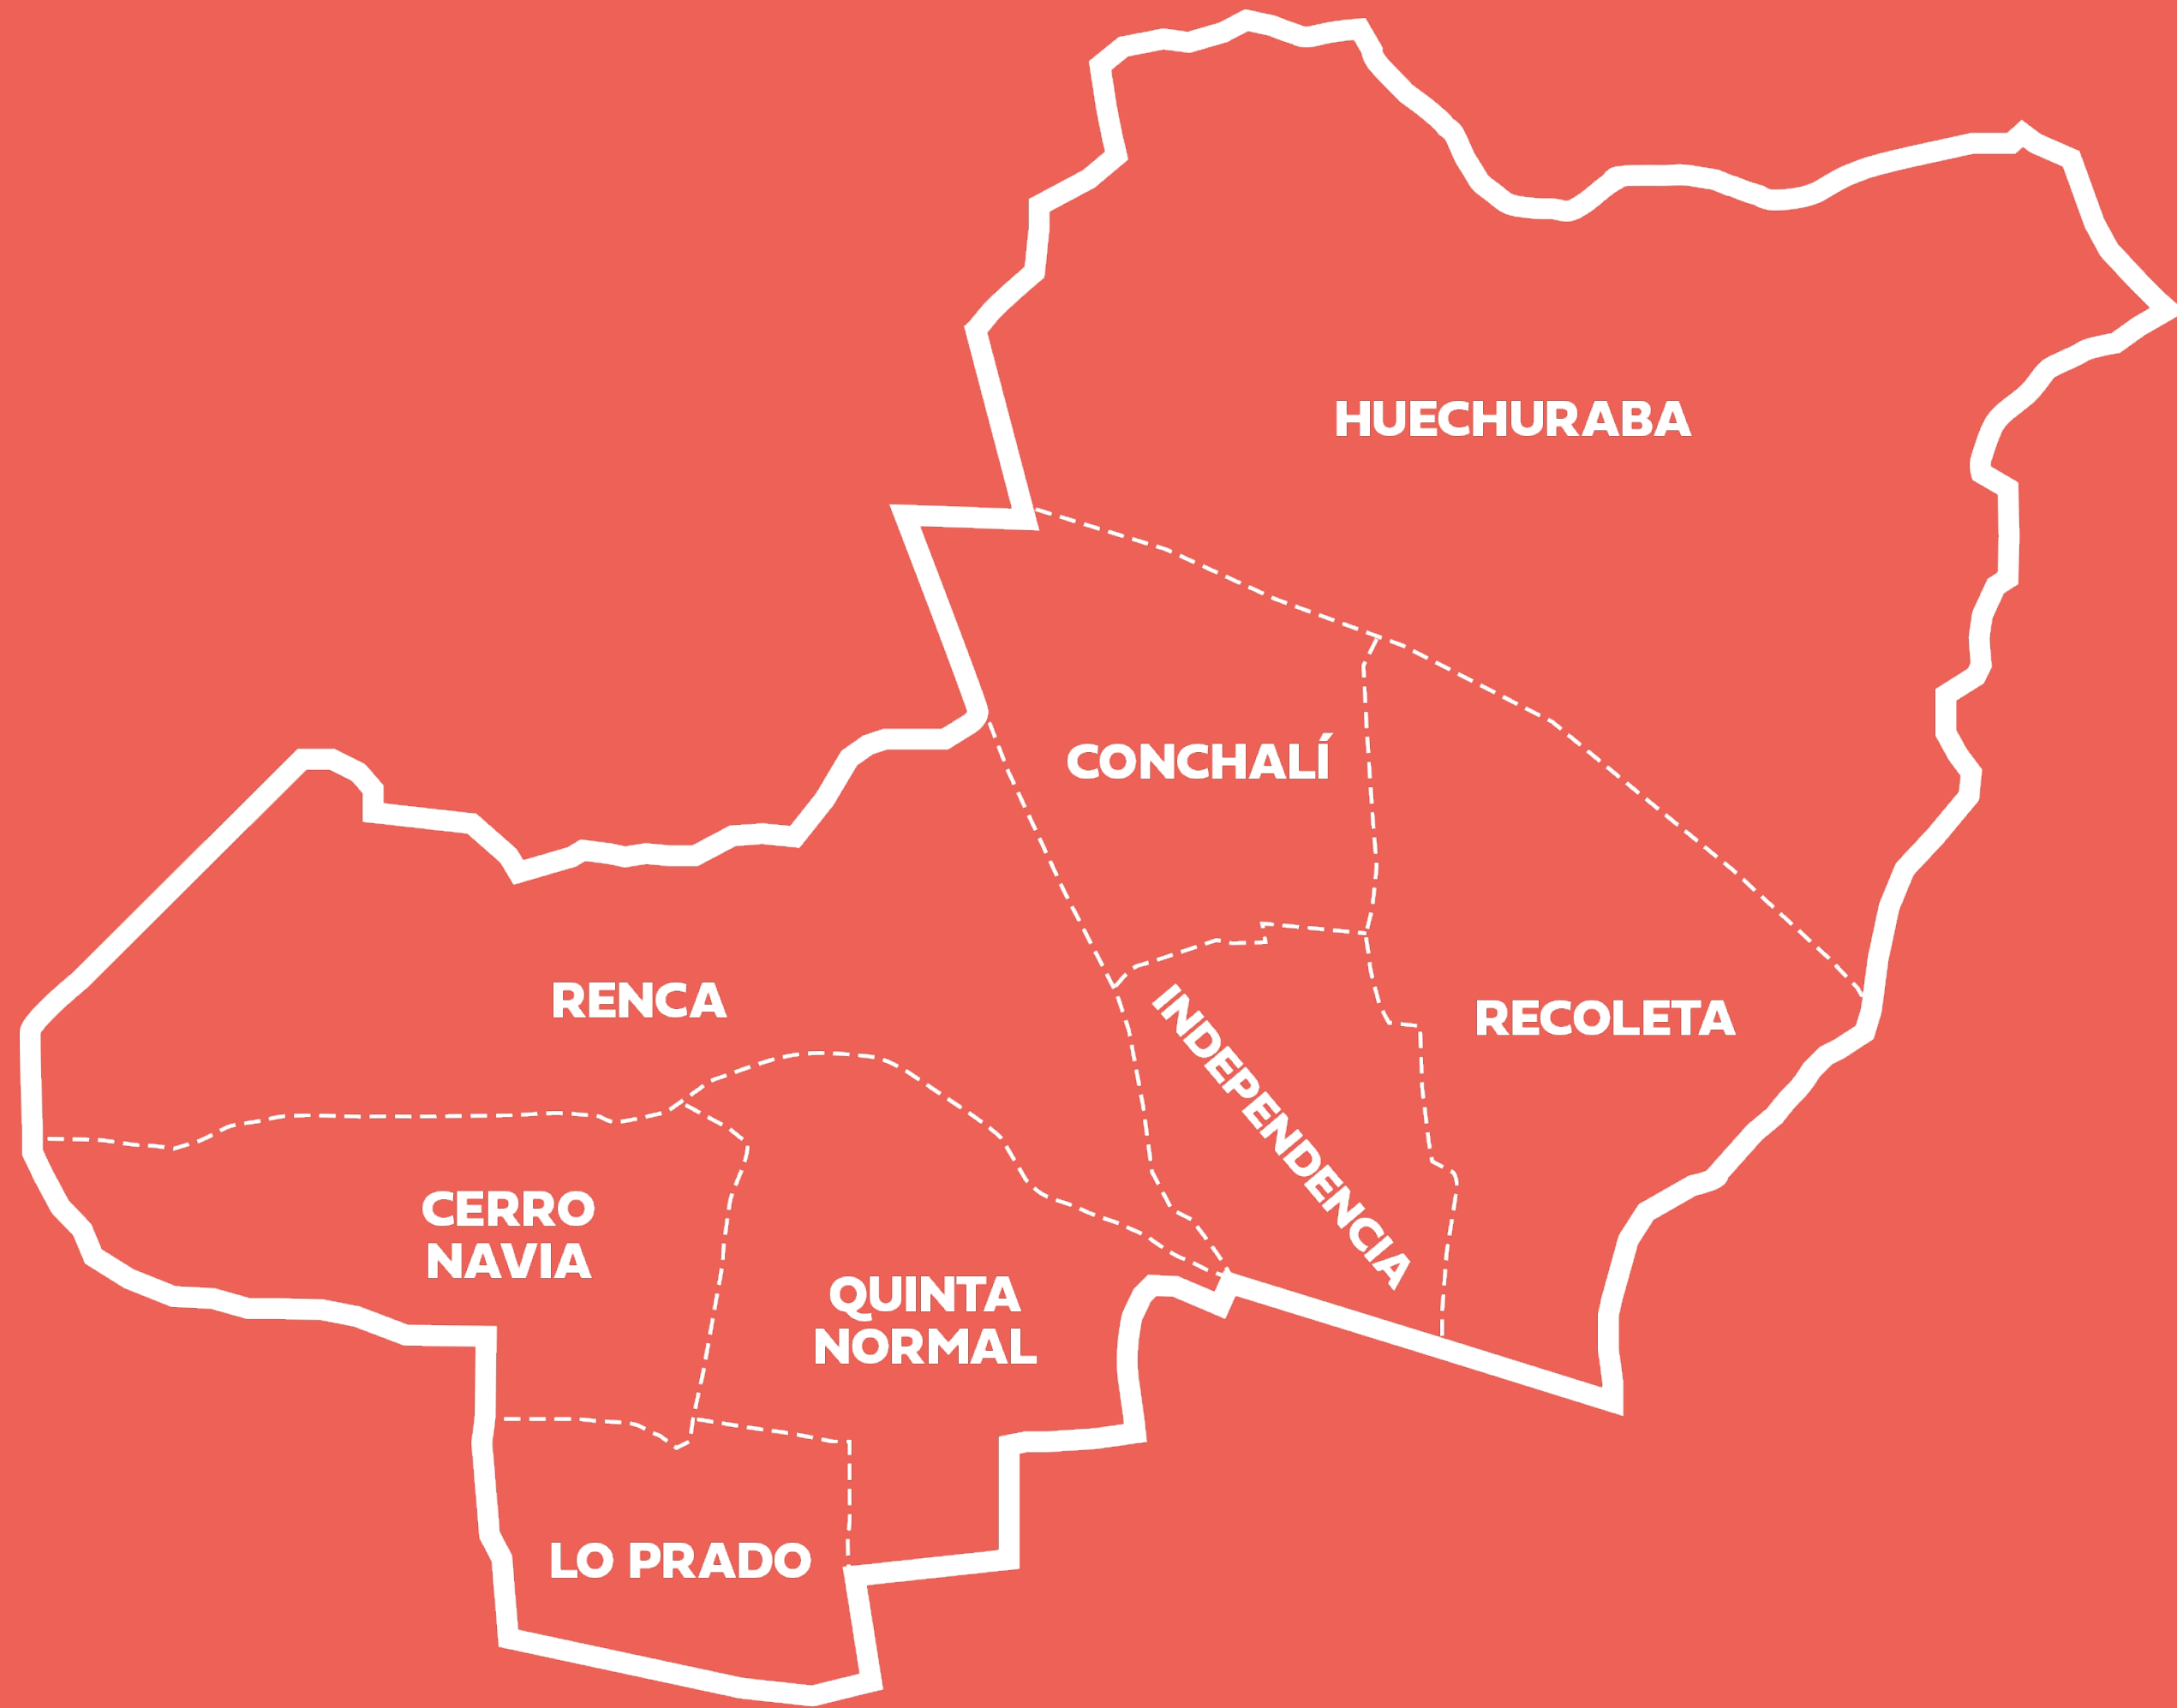 HUECHURABA
CONCHALÍ
RENCA
RECOLETA
INDEPENDENCIA
CERRO
NAVIA
QUINTA
NORMAL
LO PRADO